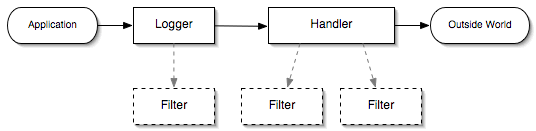 Application
Logger
Handler
Outside World
Filter
Filter
Filter